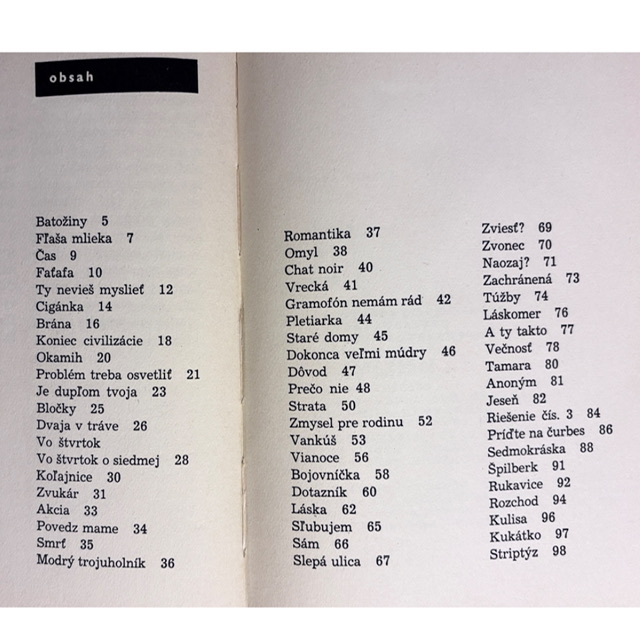 obsah
Batožiny 5
Fľaša mlieka 7
Čas 9
Faťafa 10
Ty nevieš myslieť 12
Cigánka 14
Brána 16
Koniec civilizácie 18
Okamih 20
Problém treba osvetliť 21
Je dupľom tvoja 23
Bločky 25
Dvaja v tráve 26
Vo štvrtok
Vo štvrtok o siedmej 28
Koľajnice 30
Zvukár 31
Akcia 33
Povedz mame 34
Smrť 35
Modrý trojuholník 36
Romantika 37
Omyl 38
Chat noir 40
Vrecká 41
Gramofón nemám rád 42
Pletiarka 44
Staré domy 45
Dokonca veľmi múdry 46
Dôvod 47
Prečo nie 48
Strata 50
Zmysel pre rodinu 52
Vankúš 53
Vianoce 56
Bojovníčka 58
Dotazník 60
Láska 62
Sľubujem 65
Sám 66
Slepá ulica 67
Zviesť? 69
Zvonec 70
Naozaj? 71
Zachránená 73
Túžby 74
Láskomer 76
A ty takto 77
Večnosť 78
Tamara 80
Anoným 81
Jeseň 82
Riešenie čís. 3 84
Príďte na čurbes 86
Sedmokráska 88
Špilberk 91
Rukavice 92
Rozchod 94
Kulisa 96
Kukátko 97
Striptýz 98